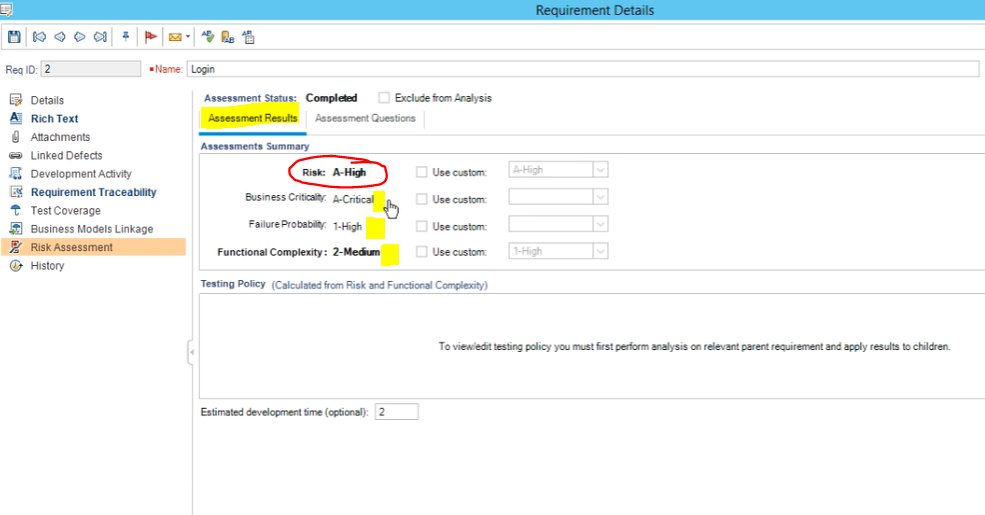 Requirement Details
Req ID: 2 Name: Login
Details
Rich Text
Attachments
Linked Defects
Development Activity
Requirement Traceability
Test Coverage
Business Models Linkage
Risk Assessment
History
Assessment Status: Completed Exclude from Analysis
Assessment Results Assessment Questions
Assessments Summary
Risk: A-High Use custom: A-High
Business Criticality: A-Critical Use custom:
Failure Probability: 1-High Use custom:
Functional Complexity: 2-Medium Use custom: 1-High
Testing Policy (Calculated from Risk and Functional Complexity)
To view/edit testing policy you must first perform analysis on relevant parent requirement and apply results to children.
Estimated development time (optional): 2